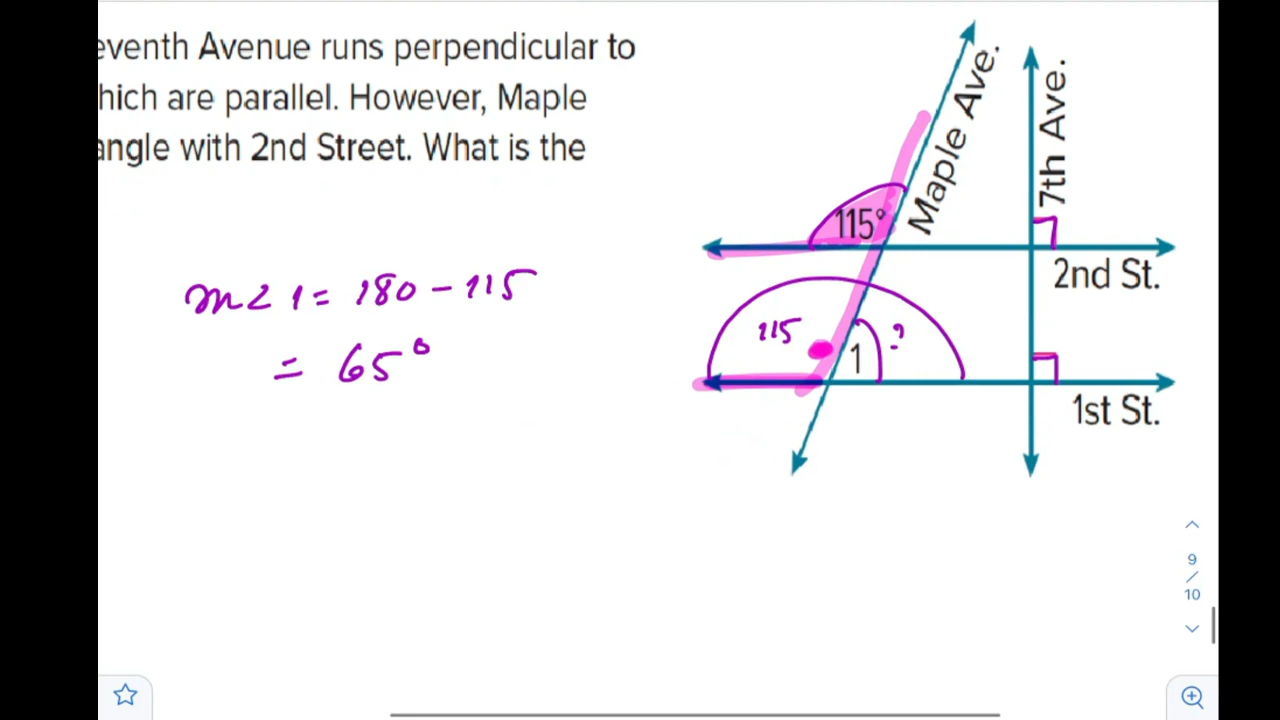 eventh Avenue runs perpendicular to
hich are parallel. However, Maple
angle with 2nd Street. What is the
m∠1 = 180 - 115
= 65°
Maple Ave.
7th Ave.
115°
2nd St.
115
1
?
1st St.
9
/
10